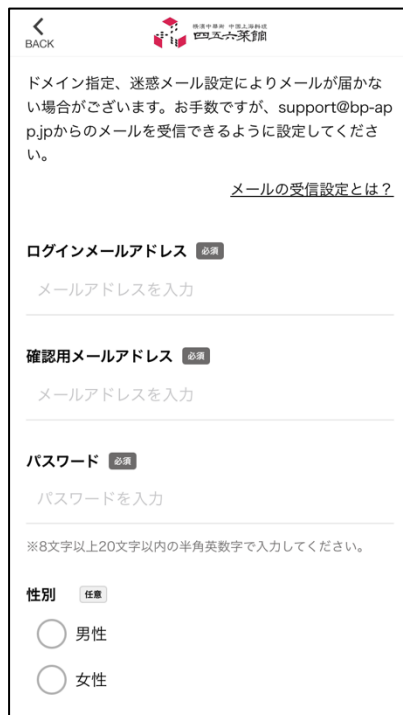 BACK
横濱中華街 中国上海料理
四五六菜館
ドメイン指定、迷惑メール設定によりメールが届かな
い場合がございます。お手数ですが、support@bp-ap
p.jpからのメールを受信できるように設定してくださ
い。
メールの受信設定とは？
ログインメールアドレス 必須
メールアドレスを入力
確認用メールアドレス 必須
メールアドレスを入力
パスワード 必須
パスワードを入力
※8文字以上20文字以内の半角英数字で入力してください。
性別 任意
男性
女性